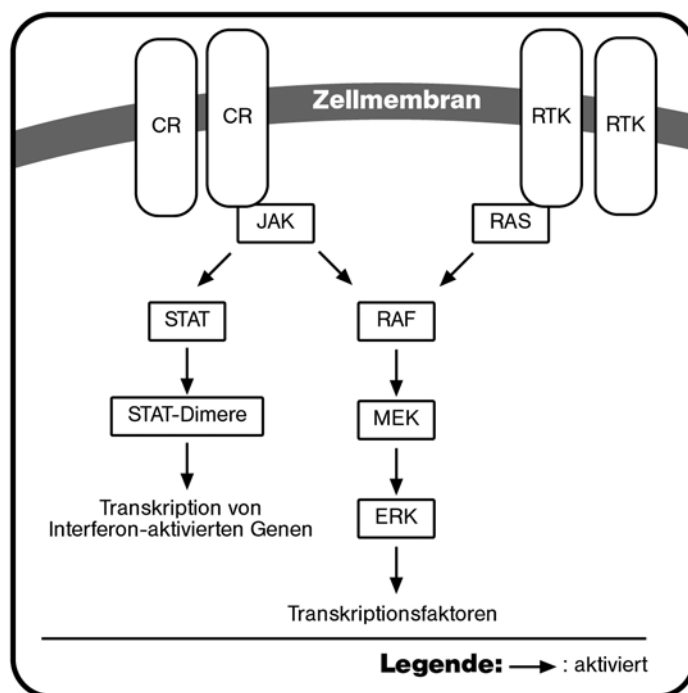 Zellmembran
CR
CR
RTK
RTK
JAK
RAS
STAT
RAF
STAT-Dimere
MEK
Transkription von
Interferon-aktivierten Genen
ERK
Transkriptionsfaktoren
Legende: : aktiviert